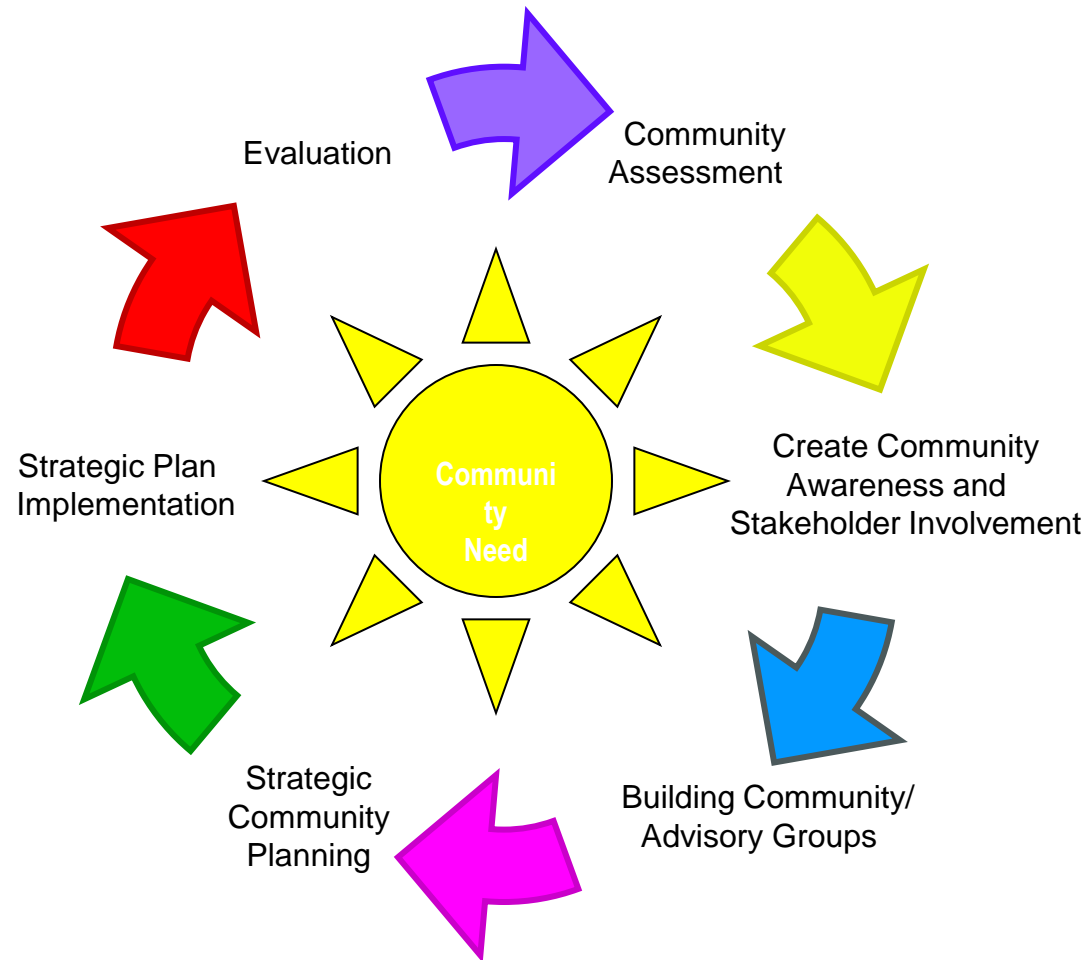 Evaluation
Community
Assessment
Create Community
Awareness and
Stakeholder Involvement
Building Community/
Advisory Groups
Strategic
Community
Planning
Strategic Plan
Implementation
Communi
ty
Need